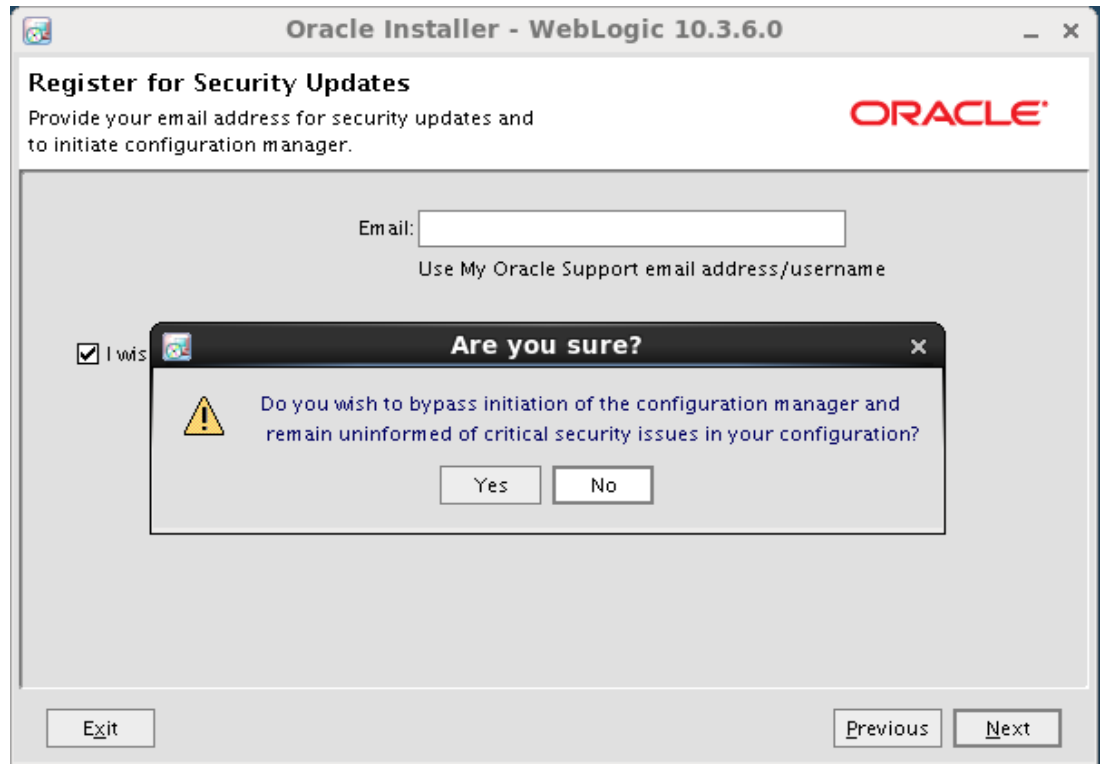 Oracle Installer - WebLogic 10.3.6.0
Register for Security Updates
Provide your email address for security updates and
to initiate configuration manager.
ORACLE
Email:
Use My Oracle Support email address/username
I wis
Are you sure?
Do you wish to bypass initiation of the configuration manager and
remain uninformed of critical security issues in your configuration?
Yes No
Exit Previous Next